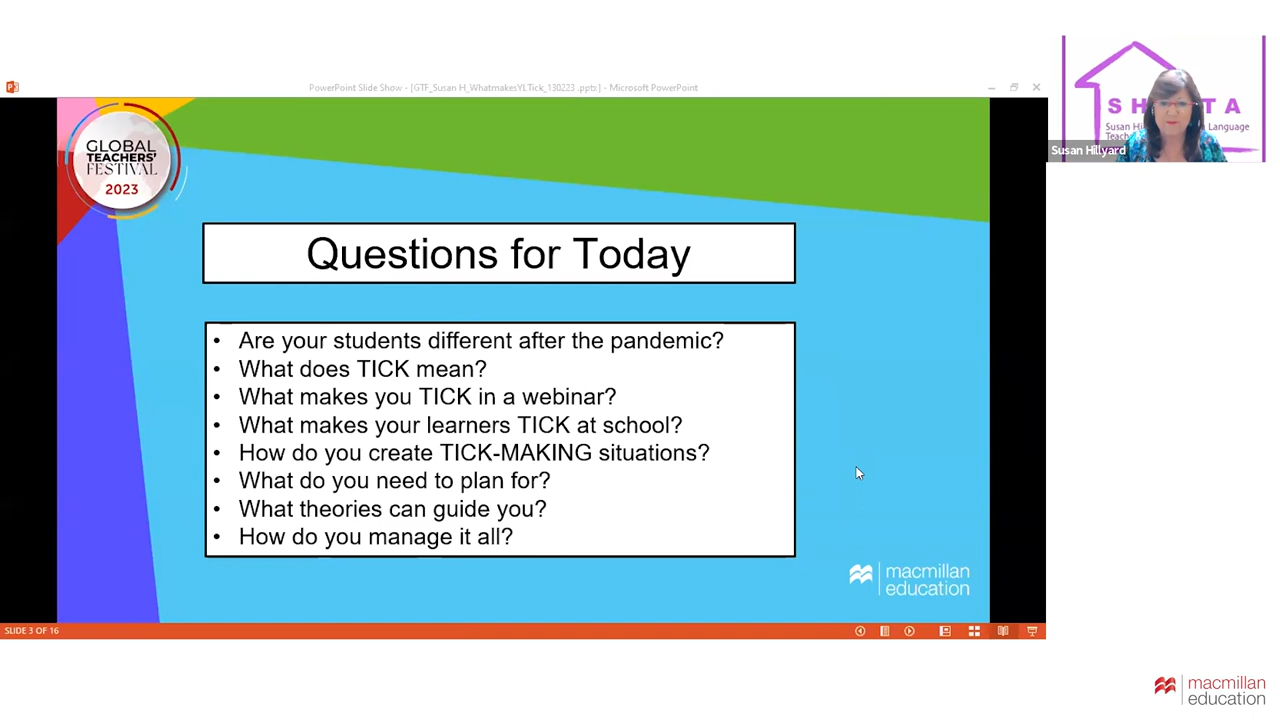 PowerPoint Slide Show - [GTF_Susan H_WhatmakesYLTick_130223 .pptx] - Microsoft PowerPoint
GLOBAL
TEACHERS'
FESTIVAL
2023
Questions for Today
• Are your students different after the pandemic?
• What does TICK mean?
• What makes you TICK in a webinar?
• What makes your learners TICK at school?
• How do you create TICK-MAKING situations?
• What do you need to plan for?
• What theories can guide you?
• How do you manage it all?
macmillan
education
SLIDE 3 OF 16
S H T A
Susan Language
Susan Hillyard
macmillan
education